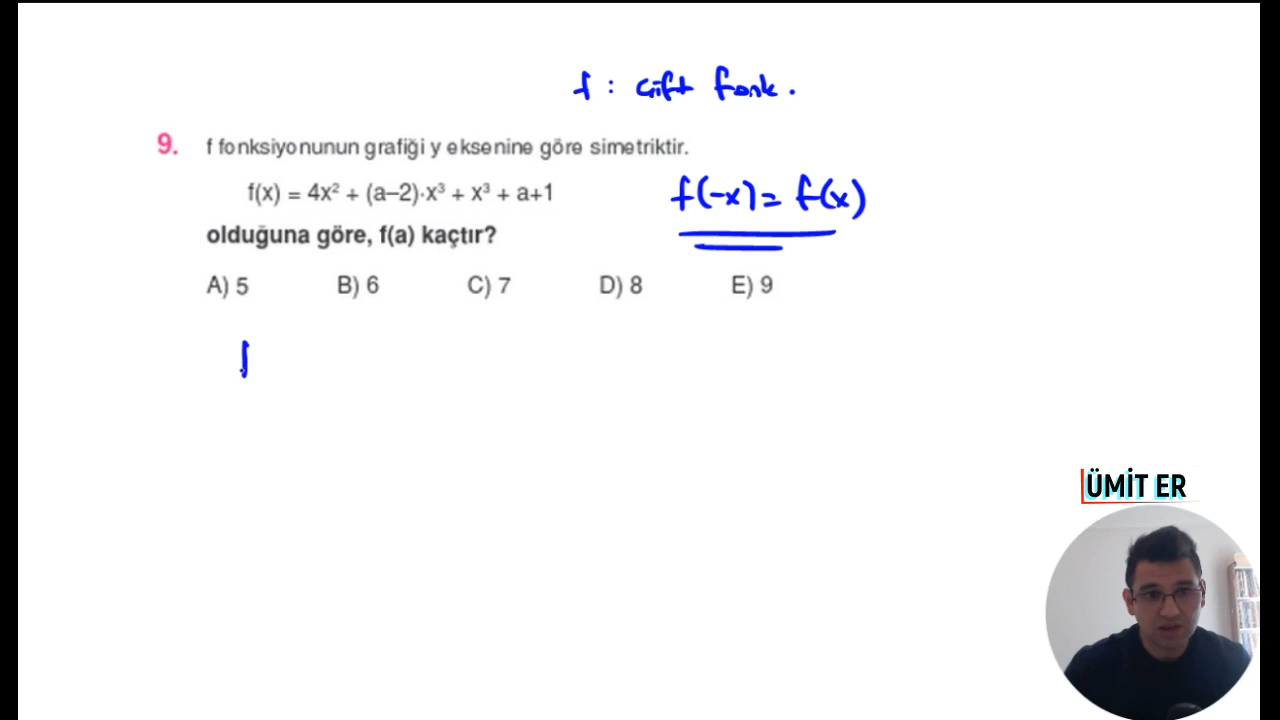 f : çift fonk.
9. f fonksiyonunun grafiği y eksenine göre simetriktir.
f(x) = 4x² + (a–2)·x³ + x³ + a+1
f(-x) = f(x)
olduğuna göre, f(a) kaçtır?
A) 5 B) 6 C) 7 D) 8 E) 9
ÜMİT ER